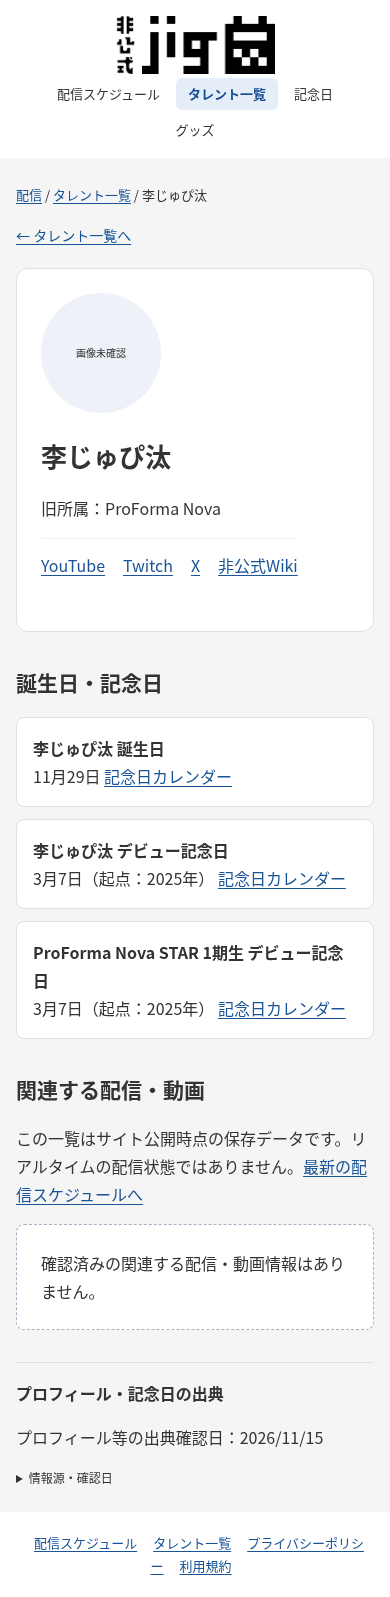 非公式 jig歯
配信スケジュール タレント一覧 記念日
グッズ
配信 / タレント一覧 / 李じゅぴ汰
← タレント一覧へ
画像未確認
李じゅぴ汰
旧所属：ProForma Nova
YouTube Twitch X 非公式Wiki
誕生日・記念日
李じゅぴ汰 誕生日
11月29日 記念日カレンダー
李じゅぴ汰 デビュー記念日
3月7日（起点：2025年） 記念日カレンダー
ProForma Nova STAR 1期生 デビュー記念
日
3月7日（起点：2025年） 記念日カレンダー
関連する配信・動画
この一覧はサイト公開時点の保存データです。リ
アルタイムの配信状態ではありません。最新の配
信スケジュールへ
確認済みの関連する配信・動画情報はあり
ません。
プロフィール・記念日の出典
プロフィール等の出典確認日：2026/11/15
▶ 情報源・確認日
配信スケジュール タレント一覧 プライバシーポリシ
ー 利用規約